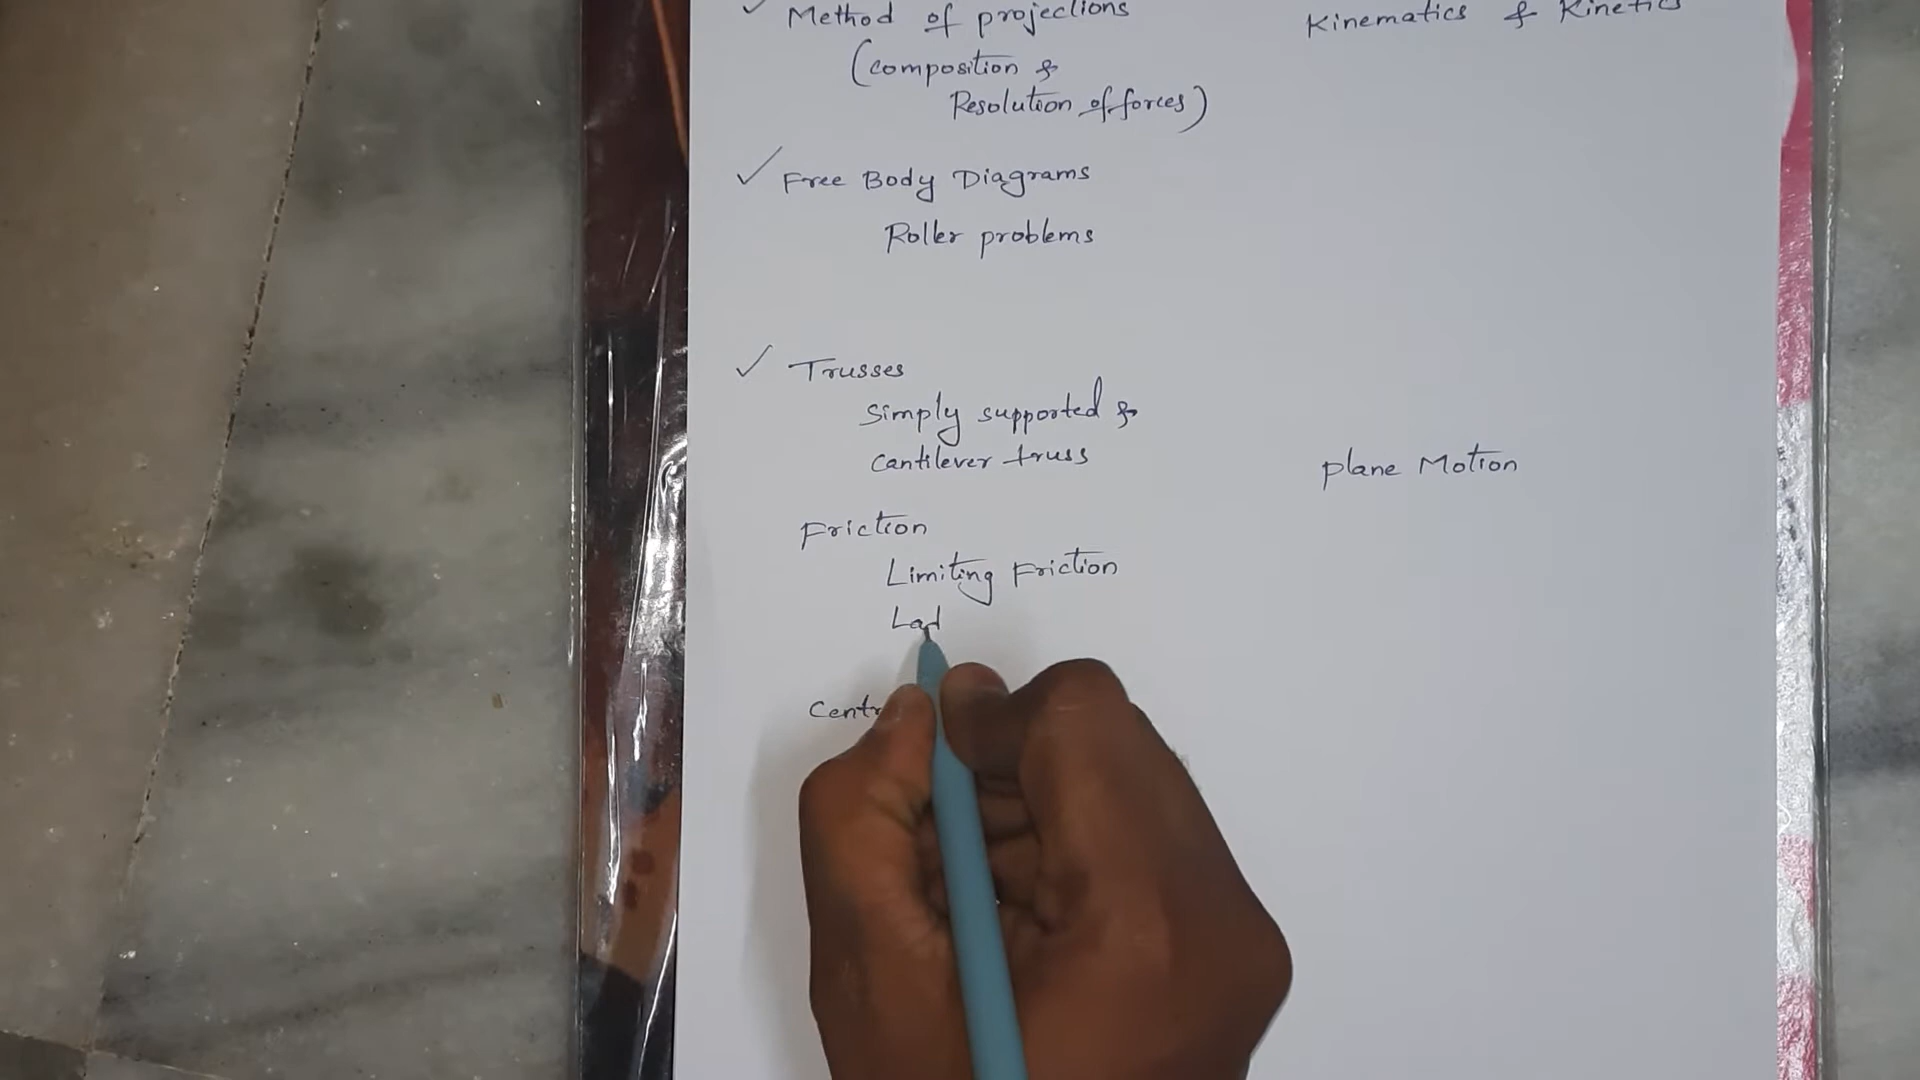 Method of projections
(composition &
Resolution of forces)
Free Body Diagrams
Roller problems
Trusses
Simply supported &
Cantilever truss
Friction
Limiting Friction
Lad
Kinematics & Kinetics
plane Motion